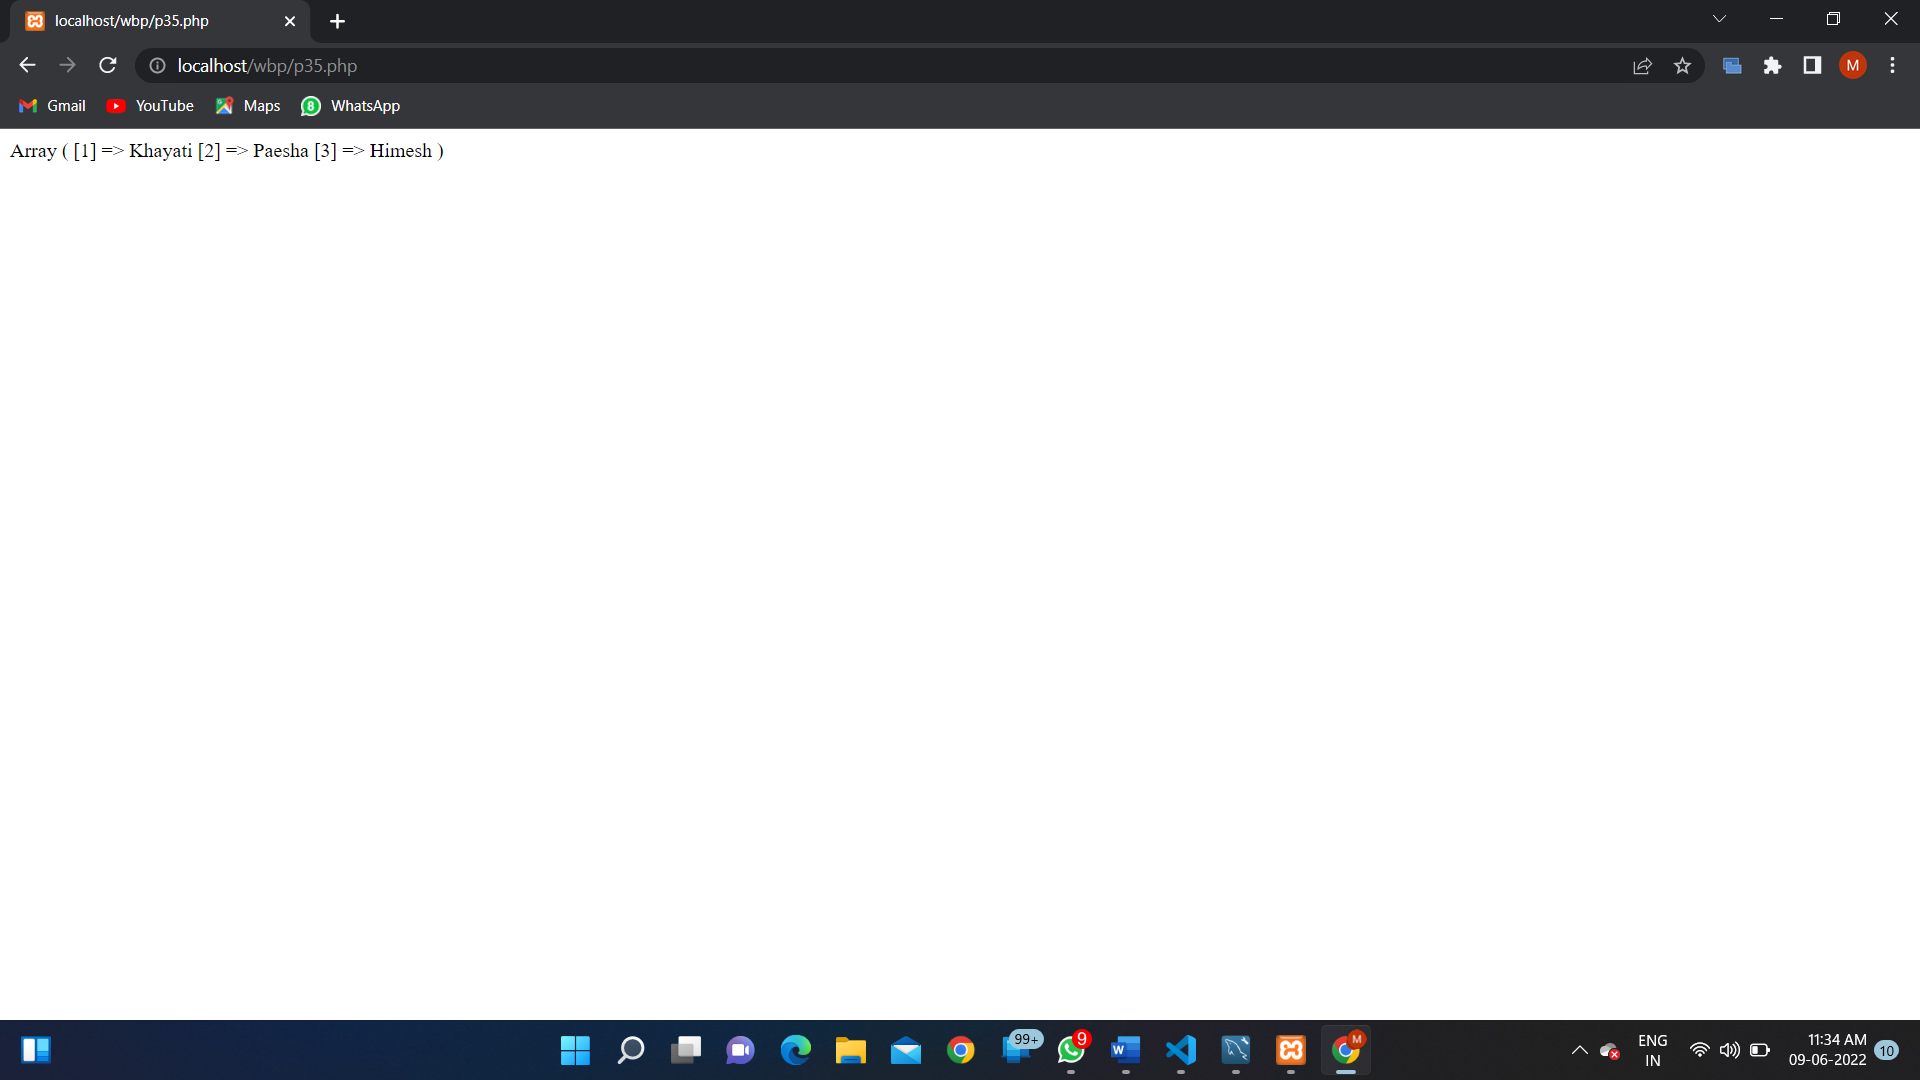 localhost/wbp/p35.php
localhost/wbp/p35.php
M
Gmail
YouTube
Maps
8
WhatsApp
Array ( [1] => Khayati [2] => Paesha [3] => Himesh )
99+
9
W
M
ENG
IN
11:34 AM
09-06-2022
10